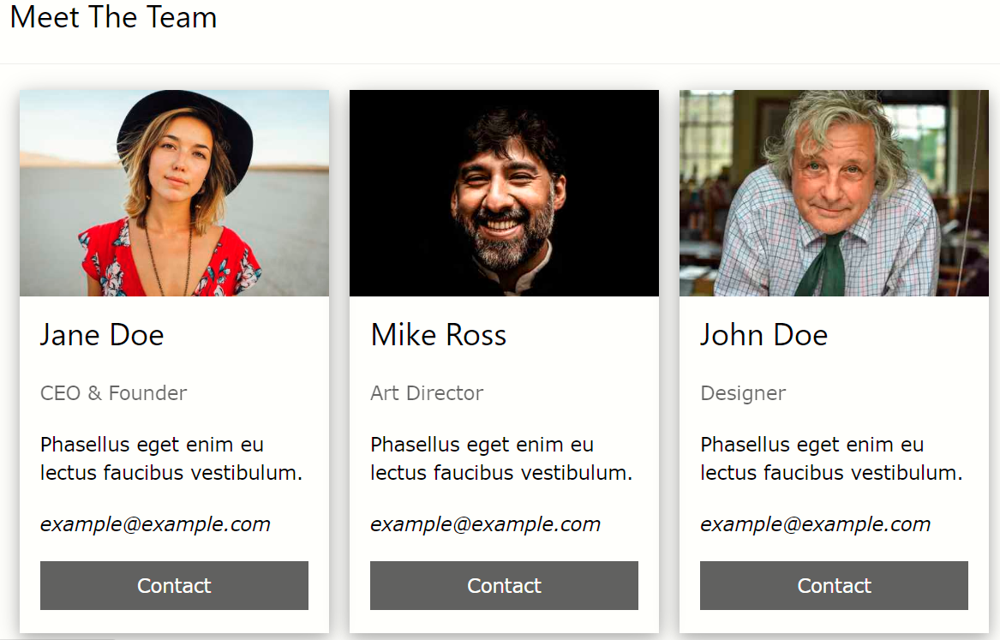 Meet The Team
Jane Doe
CEO & Founder
Phasellus eget enim eu
lectus faucibus vestibulum.
example@example.com
Contact
Mike Ross
Art Director
Phasellus eget enim eu
lectus faucibus vestibulum.
example@example.com
Contact
John Doe
Designer
Phasellus eget enim eu
lectus faucibus vestibulum.
example@example.com
Contact